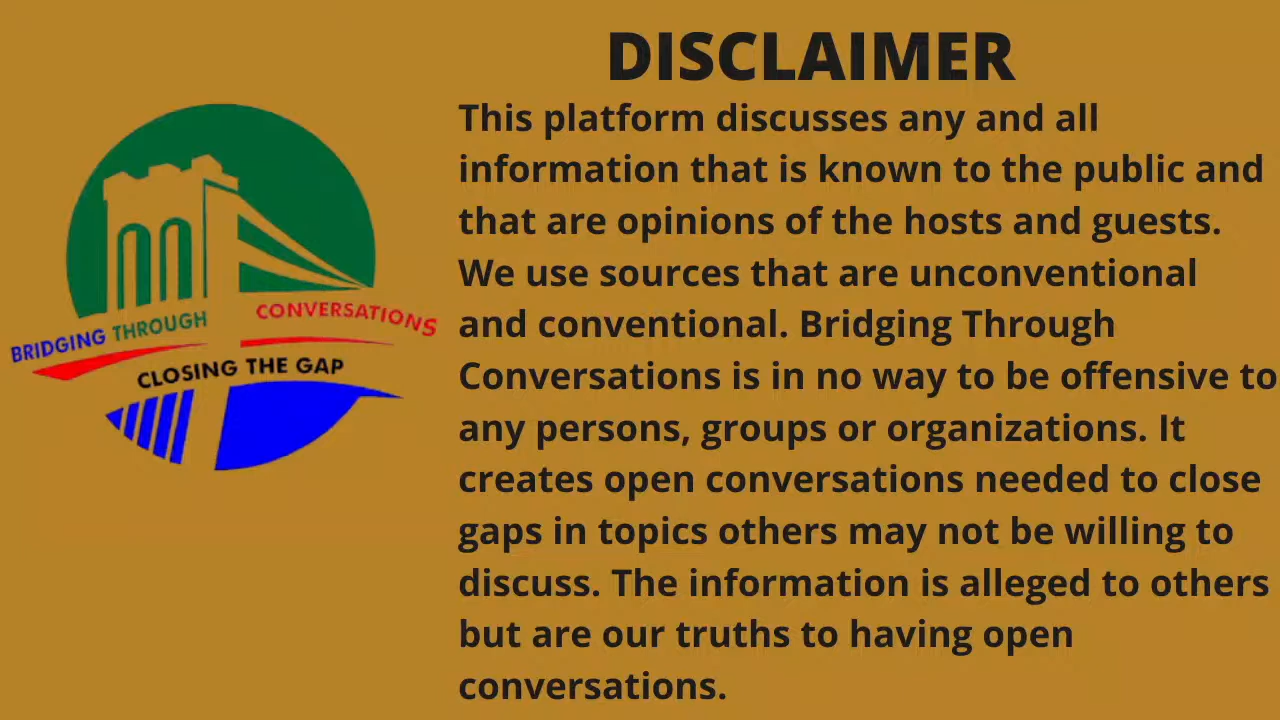 DISCLAIMER
This platform discusses any and all
information that is known to the public and
that are opinions of the hosts and guests.
We use sources that are unconventional
and conventional. Bridging Through
Conversations is in no way to be offensive to
any persons, groups or organizations. It
creates open conversations needed to close
gaps in topics others may not be willing to
discuss. The information is alleged to others
but are our truths to having open
conversations.
BRIDGING THROUGH CONVERSATIONS
CLOSING THE GAP